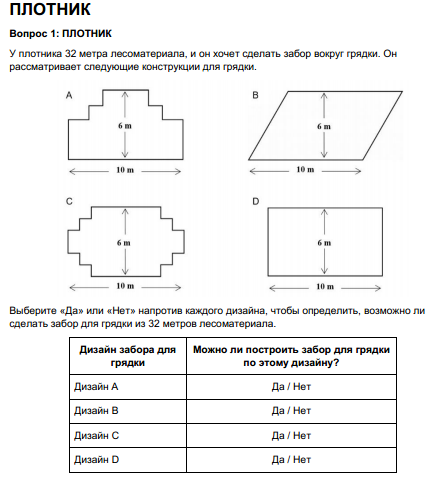 ПЛОТНИК
Вопрос 1: ПЛОТНИК
У плотника 32 метра лесоматериала, и он хочет сделать забор вокруг грядки. Он
рассматривает следующие конструкции для грядки.
A
6 m
10 m
B
6 m
10 m
C
6 m
10 m
D
6 m
10 m
Выберите «Да» или «Нет» напротив каждого дизайна, чтобы определить, возможно ли
сделать забор для грядки из 32 метров лесоматериала.
Дизайн забора для
грядки
Можно ли построить забор для грядки
по этому дизайну?
Дизайн A
Да / Нет
Дизайн B
Да / Нет
Дизайн C
Да / Нет
Дизайн D
Да / Нет